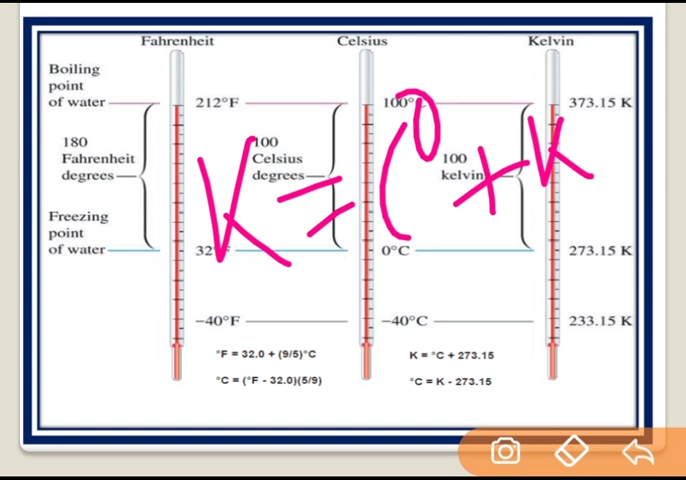 Fahrenheit Celsius Kelvin
Boiling
point
of water 212°F 100°C 373.15 K
180 100 100
Fahrenheit Celsius kelvin
degrees degrees
K = C° + K
Freezing
point
of water 32°F 0°C 273.15 K
−40°F −40°C 233.15 K
°F = 32.0 + (9/5)°C K = °C + 273.15
°C = (°F - 32.0)(5/9) °C = K - 273.15